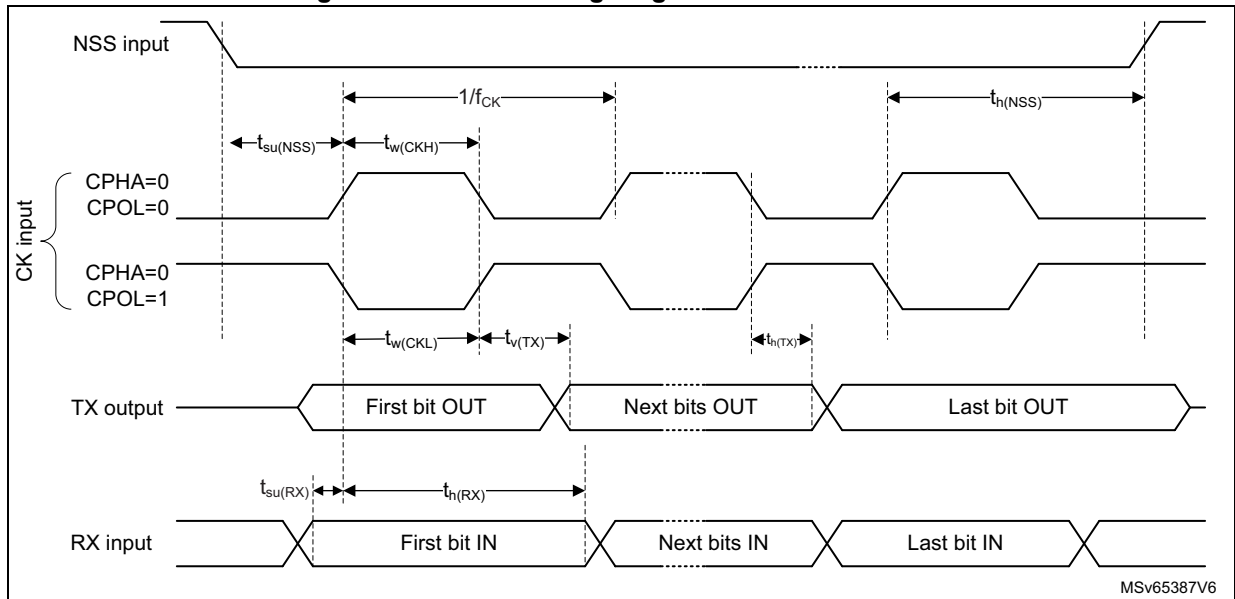 NSS input
1/fCK
th(NSS)
tsu(NSS)
tw(CKH)
CK input
CPHA=0
CPOL=0
CPHA=0
CPOL=1
tw(CKL)
tv(TX)
th(TX)
TX output
First bit OUT
Next bits OUT
Last bit OUT
tsu(RX)
th(RX)
RX input
First bit IN
Next bits IN
Last bit IN
MSv65387V6